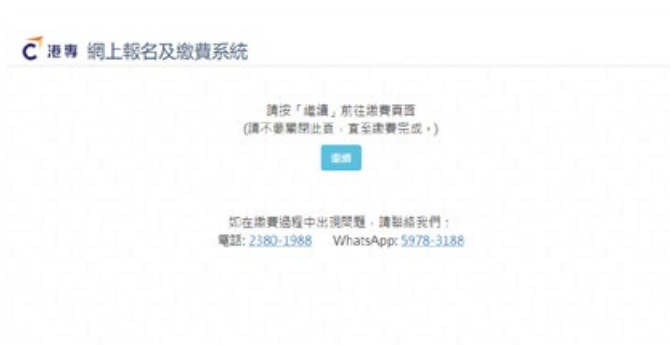 港專 網上報名及繳費系統
請按「繼續」前往繳費頁面
(請不要關閉此頁，直至繳費完成。)
繼續
如在繳費過程中出現問題，請聯絡我們：
電話: 2380-1988 WhatsApp: 5978-3188